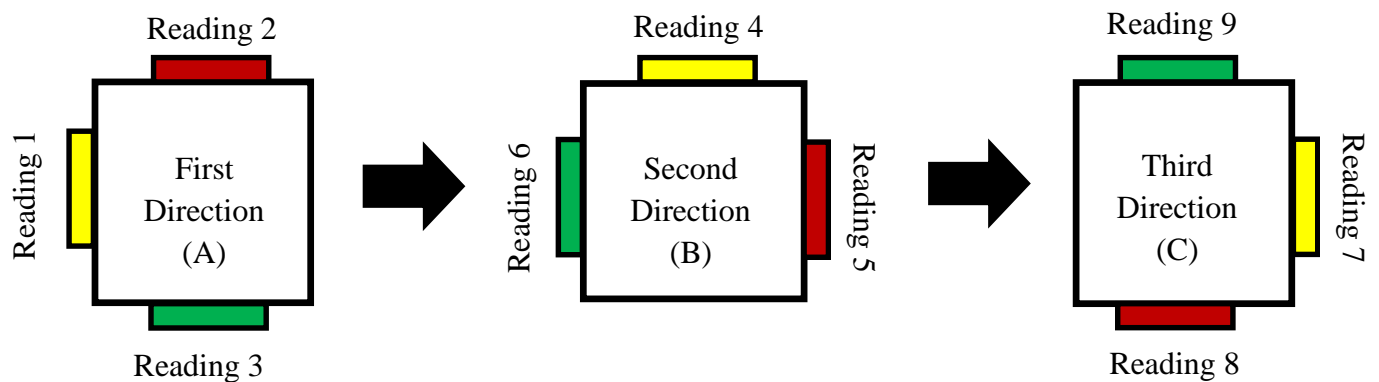 Reading 2
Reading 1
First
Direction
(A)
Reading 3
Reading 4
Reading 6
Second
Direction
(B)
Reading 5
Reading 9
Third
Direction
(C)
Reading 7
Reading 8